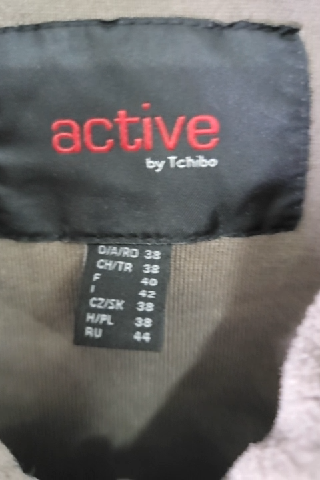 active
by Tchibo
D/A/RO 38
CH/TR 38
F 40
I 42
CZ/SK 38
H/PL 38
RU 44